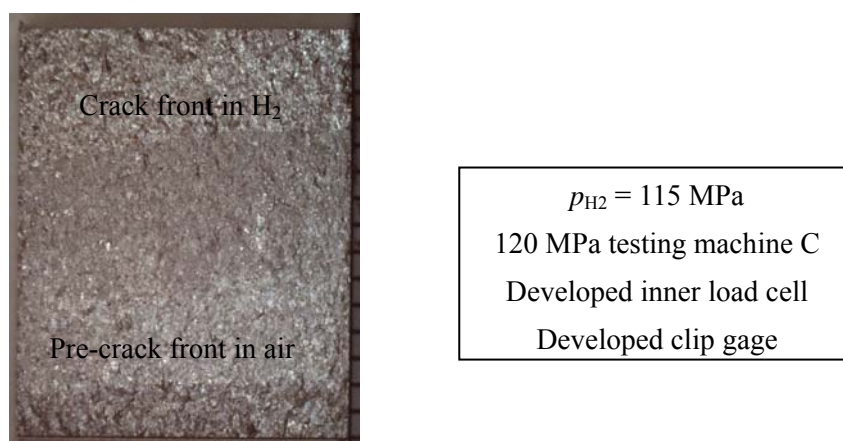 Crack front in H₂
Pre-crack front in air
p_H2 = 115 MPa
120 MPa testing machine C
Developed inner load cell
Developed clip gage